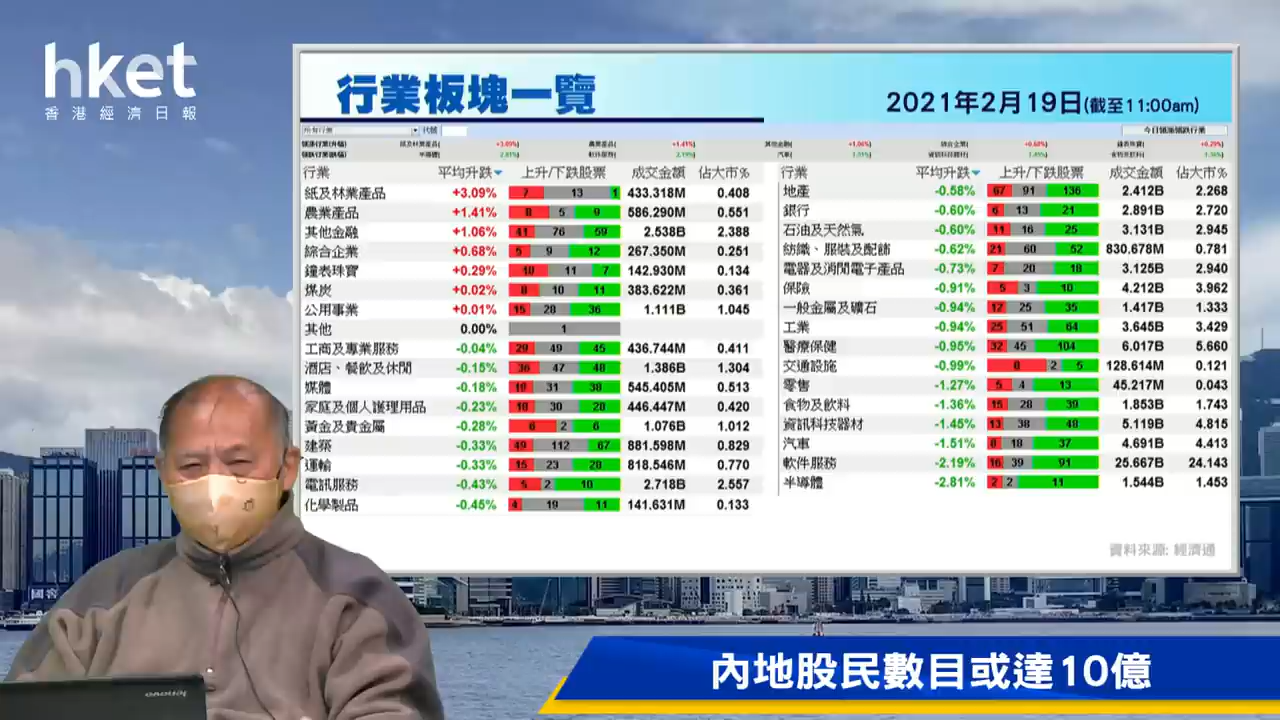 hket
香港經濟日報
行業板塊一覽
2021年2月19日(截至11:00am)
行業 平均升跌 上升/下跌股票 成交金額 佔大市%
紙及林業產品 +3.09% 7 13 1 433.318M 0.408
農業產品 +1.41% 8 5 9 586.290M 0.551
其他金融 +1.06% 41 76 59 2.538B 2.388
綜合企業 +0.68% 5 9 12 267.350M 0.251
鐘表珠寶 +0.29% 10 11 7 142.930M 0.134
煤炭 +0.02% 8 10 11 383.622M 0.361
公用事業 +0.01% 15 28 36 1.111B 1.045
其他 0.00% 1
工商及專業服務 -0.04% 29 49 45 436.744M 0.411
酒店、餐飲及休閒 -0.15% 36 47 48 1.386B 1.304
媒體 -0.18% 19 31 38 545.405M 0.513
家庭及個人護理用品 -0.23% 18 30 28 446.447M 0.420
黃金及貴金屬 -0.28% 6 2 6 1.076B 1.012
建築 -0.33% 49 112 67 881.598M 0.829
運輸 -0.33% 15 23 28 818.546M 0.770
電訊服務 -0.43% 5 2 10 2.718B 2.557
化學製品 -0.45% 4 19 11 141.631M 0.133
行業 平均升跌 上升/下跌股票 成交金額 佔大市%
地產 -0.58% 67 91 136 2.412B 2.268
銀行 -0.60% 6 13 21 2.891B 2.720
石油及天然氣 -0.60% 11 16 25 3.131B 2.945
紡織、服裝及配飾 -0.62% 21 60 52 830.678M 0.781
電器及消閒電子產品 -0.73% 7 20 18 3.125B 2.940
保險 -0.91% 5 3 10 4.212B 3.962
一般金屬及礦石 -0.94% 12 25 35 1.417B 1.333
工業 -0.94% 25 51 64 3.645B 3.429
醫療保健 -0.95% 32 45 104 6.017B 5.660
交通設施 -0.99% 8 2 5 128.614M 0.121
零售 -1.27% 5 4 13 45.217M 0.043
食物及飲料 -1.36% 15 28 39 1.853B 1.743
資訊科技器材 -1.45% 13 38 48 5.119B 4.815
汽車 -1.51% 8 18 37 4.691B 4.413
軟件服務 -2.19% 16 39 91 25.667B 24.143
半導體 -2.81% 2 2 11 1.544B 1.453
資料來源: 經濟通
lenovo
內地股民數目或達10億